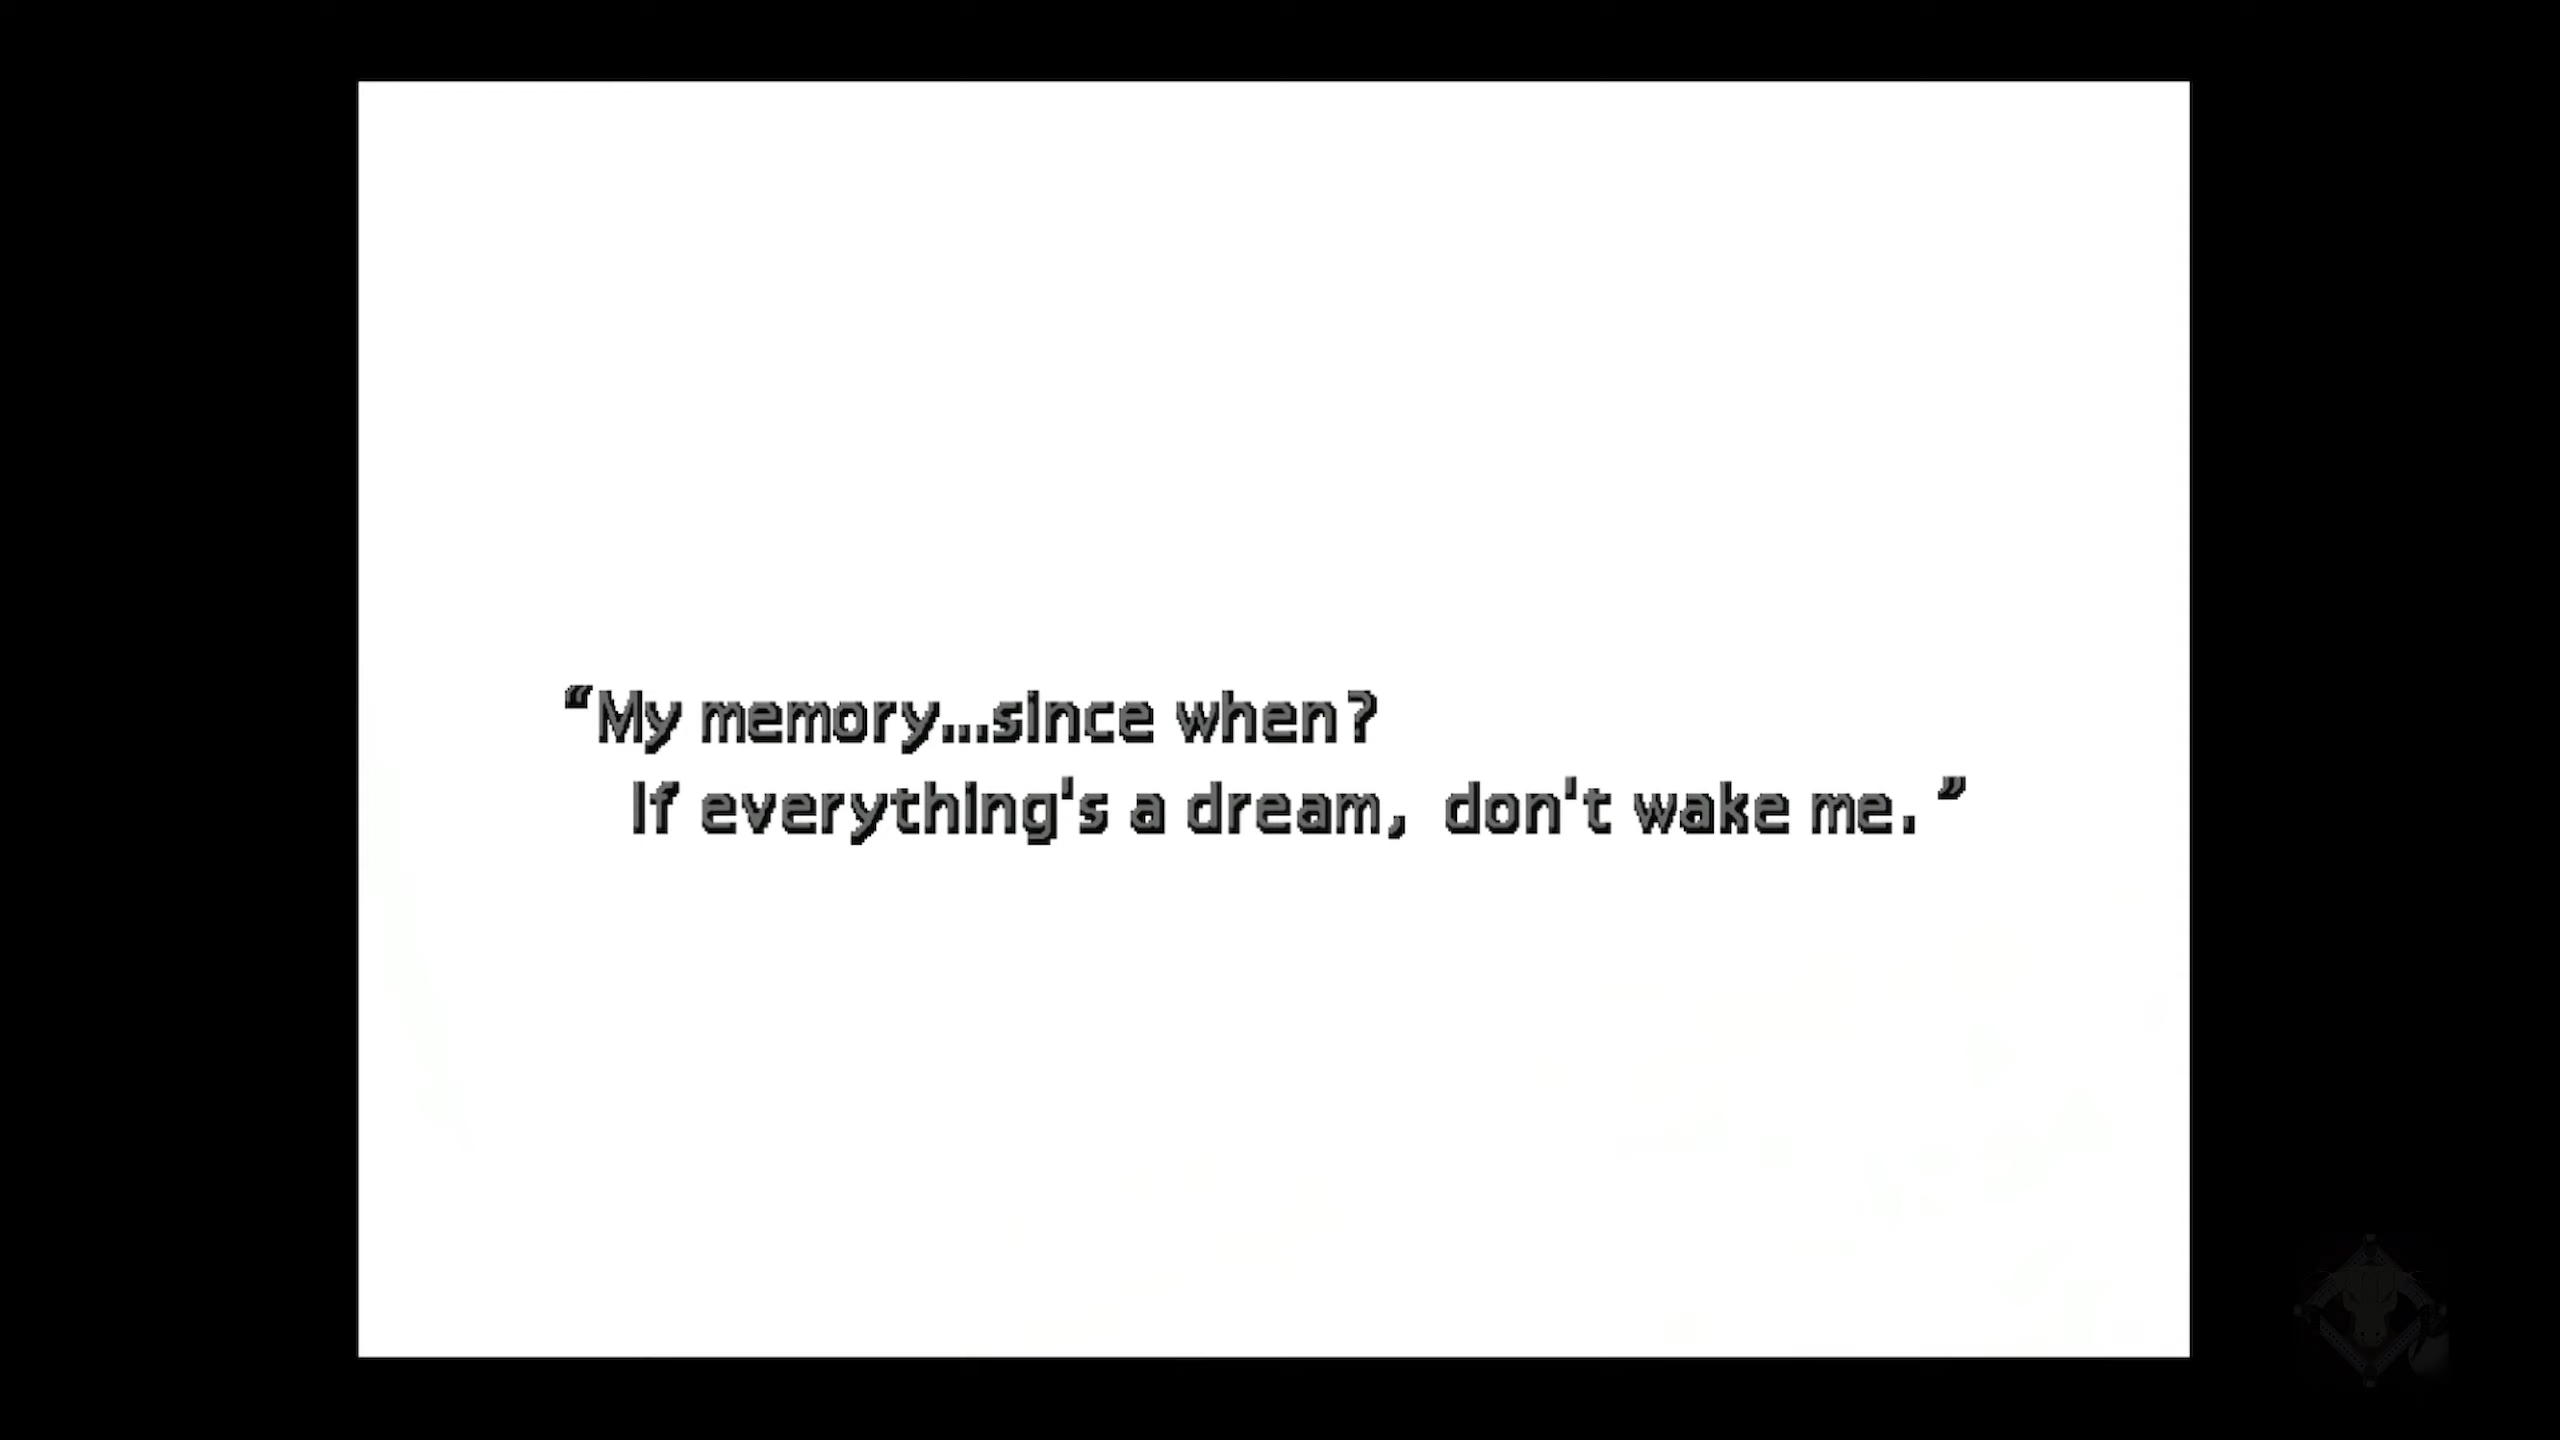 “My memory...since when?
If everything's a dream, don't wake me.”